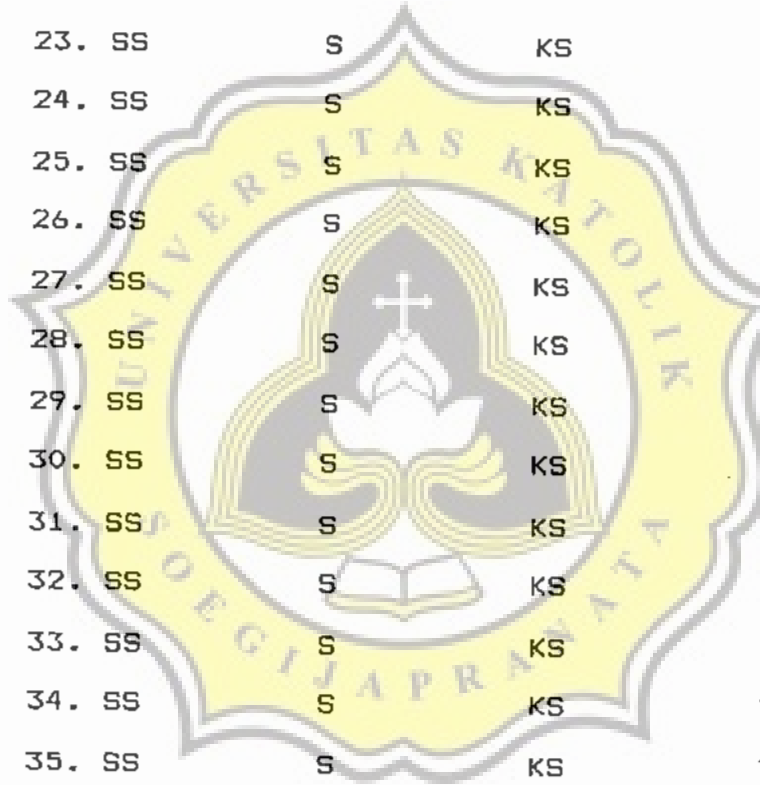 23. SS S KS
24. SS S KS
UNIVERSITAS KATOLIK
25. SS S KS
26. SS S KS
27. SS S KS
28. SS S KS
29. SS S KS
30. SS S KS
31. SS S KS
32. SS S KS
SOEGIJAPRANATA
33. SS S KS
34. SS S KS
35. SS S KS